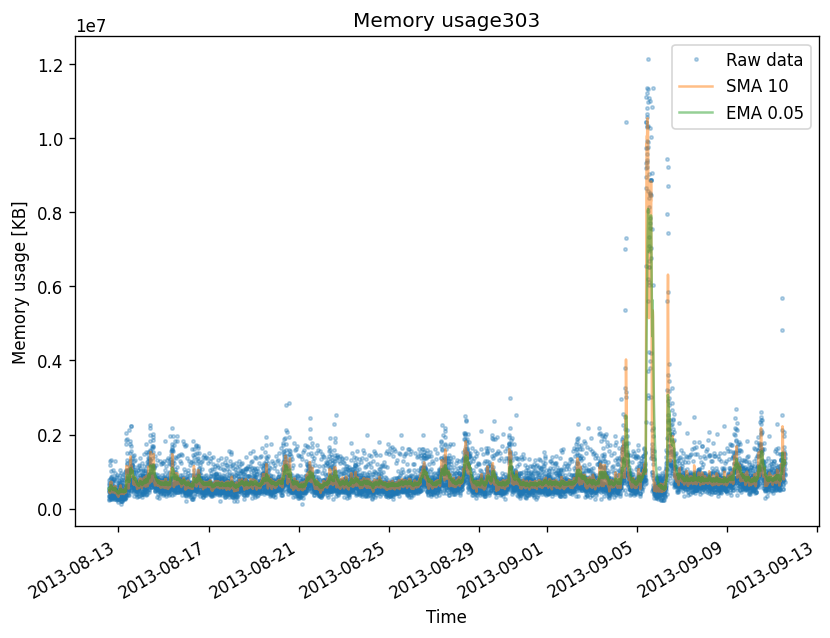 Memory usage303
1e7
Raw data
SMA 10
EMA 0.05
1.2
1.0
0.8
0.6
0.4
0.2
0.0
Memory usage [KB]
2013-08-13
2013-08-17
2013-08-21
2013-08-25
2013-08-29
2013-09-01
2013-09-05
2013-09-09
2013-09-13
Time